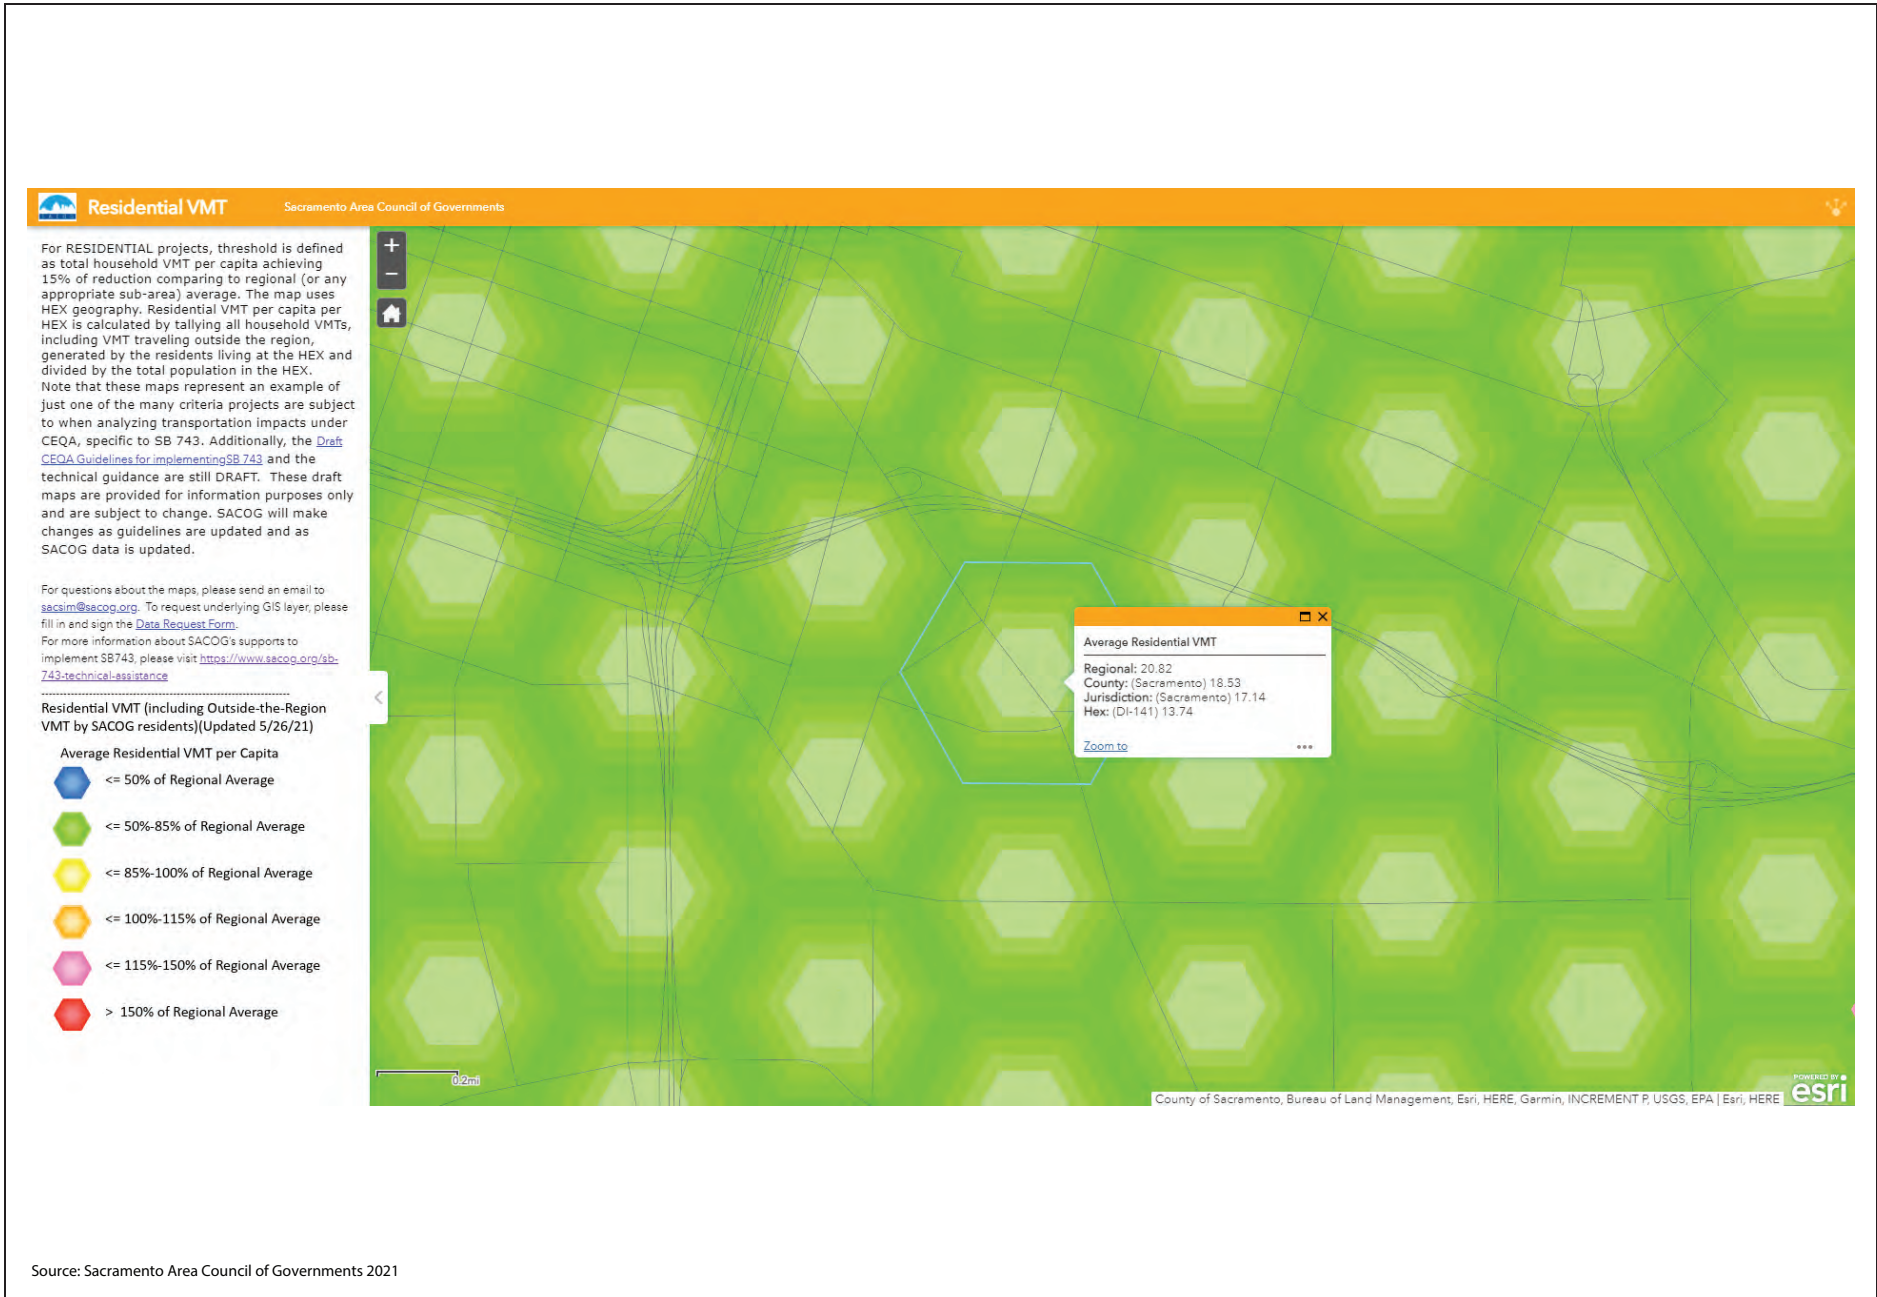 Residential VMT
Sacramento Area Council of Governments
For RESIDENTIAL projects, threshold is defined
as total household VMT per capita achieving
15% of reduction comparing to regional (or any
appropriate sub-area) average. The map uses
HEX geography. Residential VMT per capita per
HEX is calculated by tallying all household VMTs,
including VMT traveling outside the region,
generated by the residents living at the HEX and
divided by the total population in the HEX.
Note that these maps represent an example of
just one of the many criteria projects are subject
to when analyzing transportation impacts under
CEQA, specific to SB 743. Additionally, the Draft
CEQA Guidelines for implementingSB 743 and the
technical guidance are still DRAFT. These draft
maps are provided for information purposes only
and are subject to change. SACOG will make
changes as guidelines are updated and as
SACOG data is updated.
For questions about the maps, please send an email to
sacsim@sacog.org. To request underlying GIS layer, please
fill in and sign the Data Request Form.
For more information about SACOG's supports to
implement SB743, please visit https://www.sacog.org/sb-
743-technical-assistance
Residential VMT (including Outside-the-Region
VMT by SACOG residents)(Updated 5/26/21)
Average Residential VMT per Capita
<= 50% of Regional Average
<= 50%-85% of Regional Average
<= 85%-100% of Regional Average
<= 100%-115% of Regional Average
<= 115%-150% of Regional Average
> 150% of Regional Average
Average Residential VMT
Regional: 20.82
County: (Sacramento) 18.53
Jurisdiction: (Sacramento) 17.14
Hex: (DI-141) 13.74
Zoom to
0.2mi
County of Sacramento, Bureau of Land Management, Esri, HERE, Garmin, INCREMENT P, USGS, EPA | Esri, HERE
POWERED BY
esri
Source: Sacramento Area Council of Governments 2021